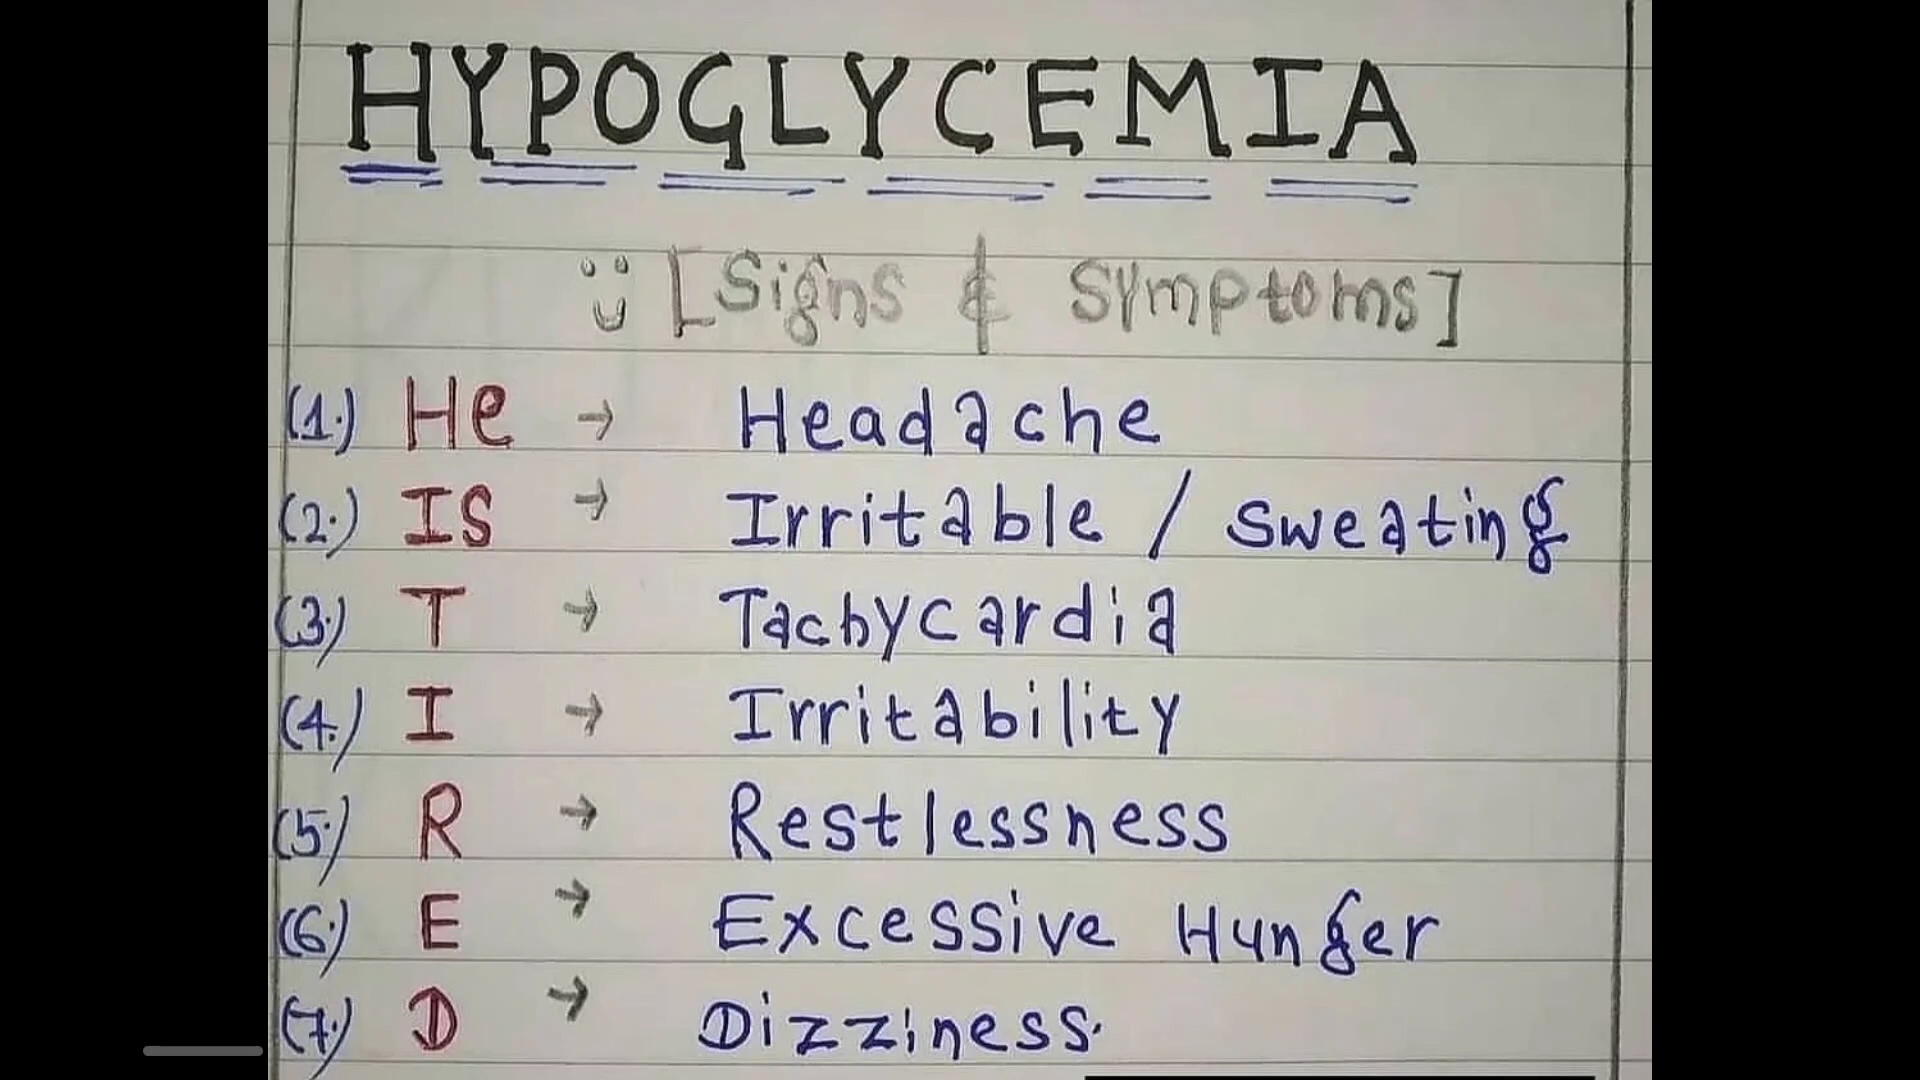 HYPOGLYCEMIA
[Signs & Symptoms]
(1.) He → Headache
(2.) IS → Irritable / Sweating
(3.) T → Tachycardia
(4.) I → Irritability
(5.) R → Restlessness
(6.) E → Excessive Hunger
(7.) D → Dizziness.